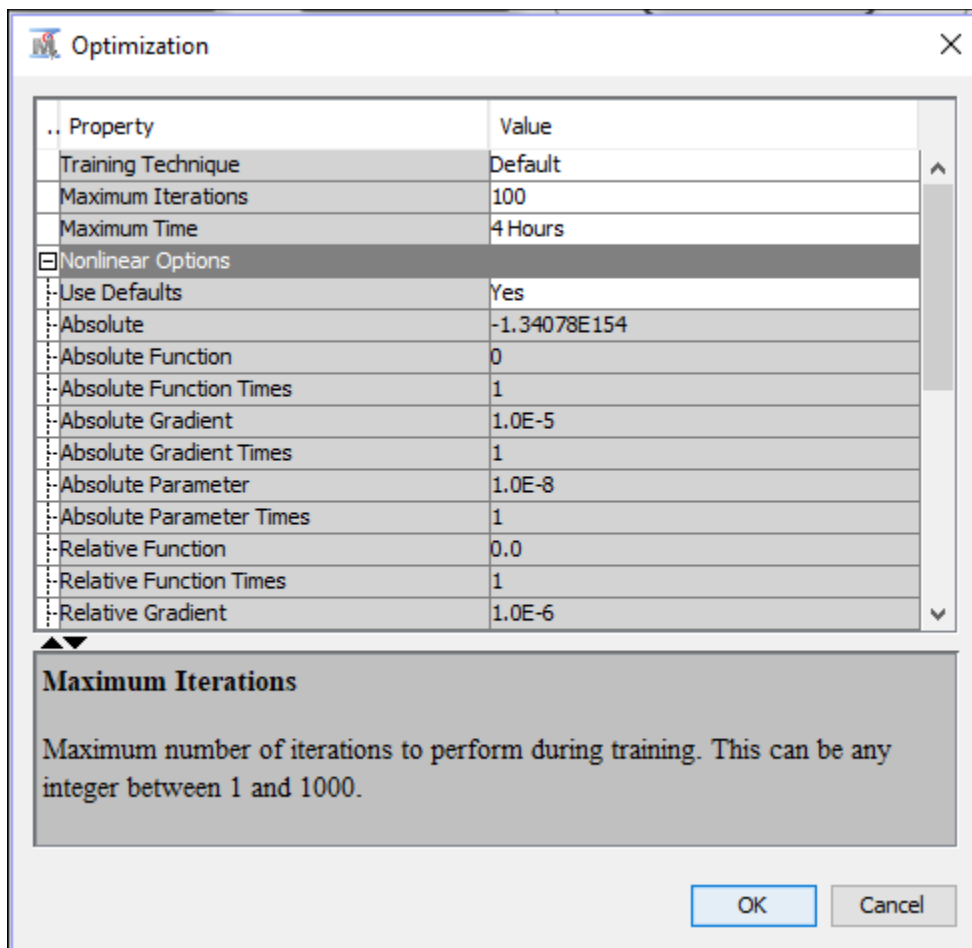 Optimization
.. Property Value
Training Technique Default
Maximum Iterations 100
Maximum Time 4 Hours
Nonlinear Options
Use Defaults Yes
Absolute -1.34078E154
Absolute Function 0
Absolute Function Times 1
Absolute Gradient 1.0E-5
Absolute Gradient Times 1
Absolute Parameter 1.0E-8
Absolute Parameter Times 1
Relative Function 0.0
Relative Function Times 1
Relative Gradient 1.0E-6
Maximum Iterations
Maximum number of iterations to perform during training. This can be any
integer between 1 and 1000.
OK Cancel